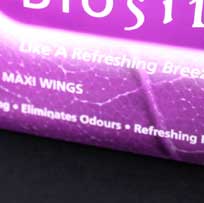 Like A Refreshing Breez
MAXI WINGS
• Eliminates Odours • Refreshing